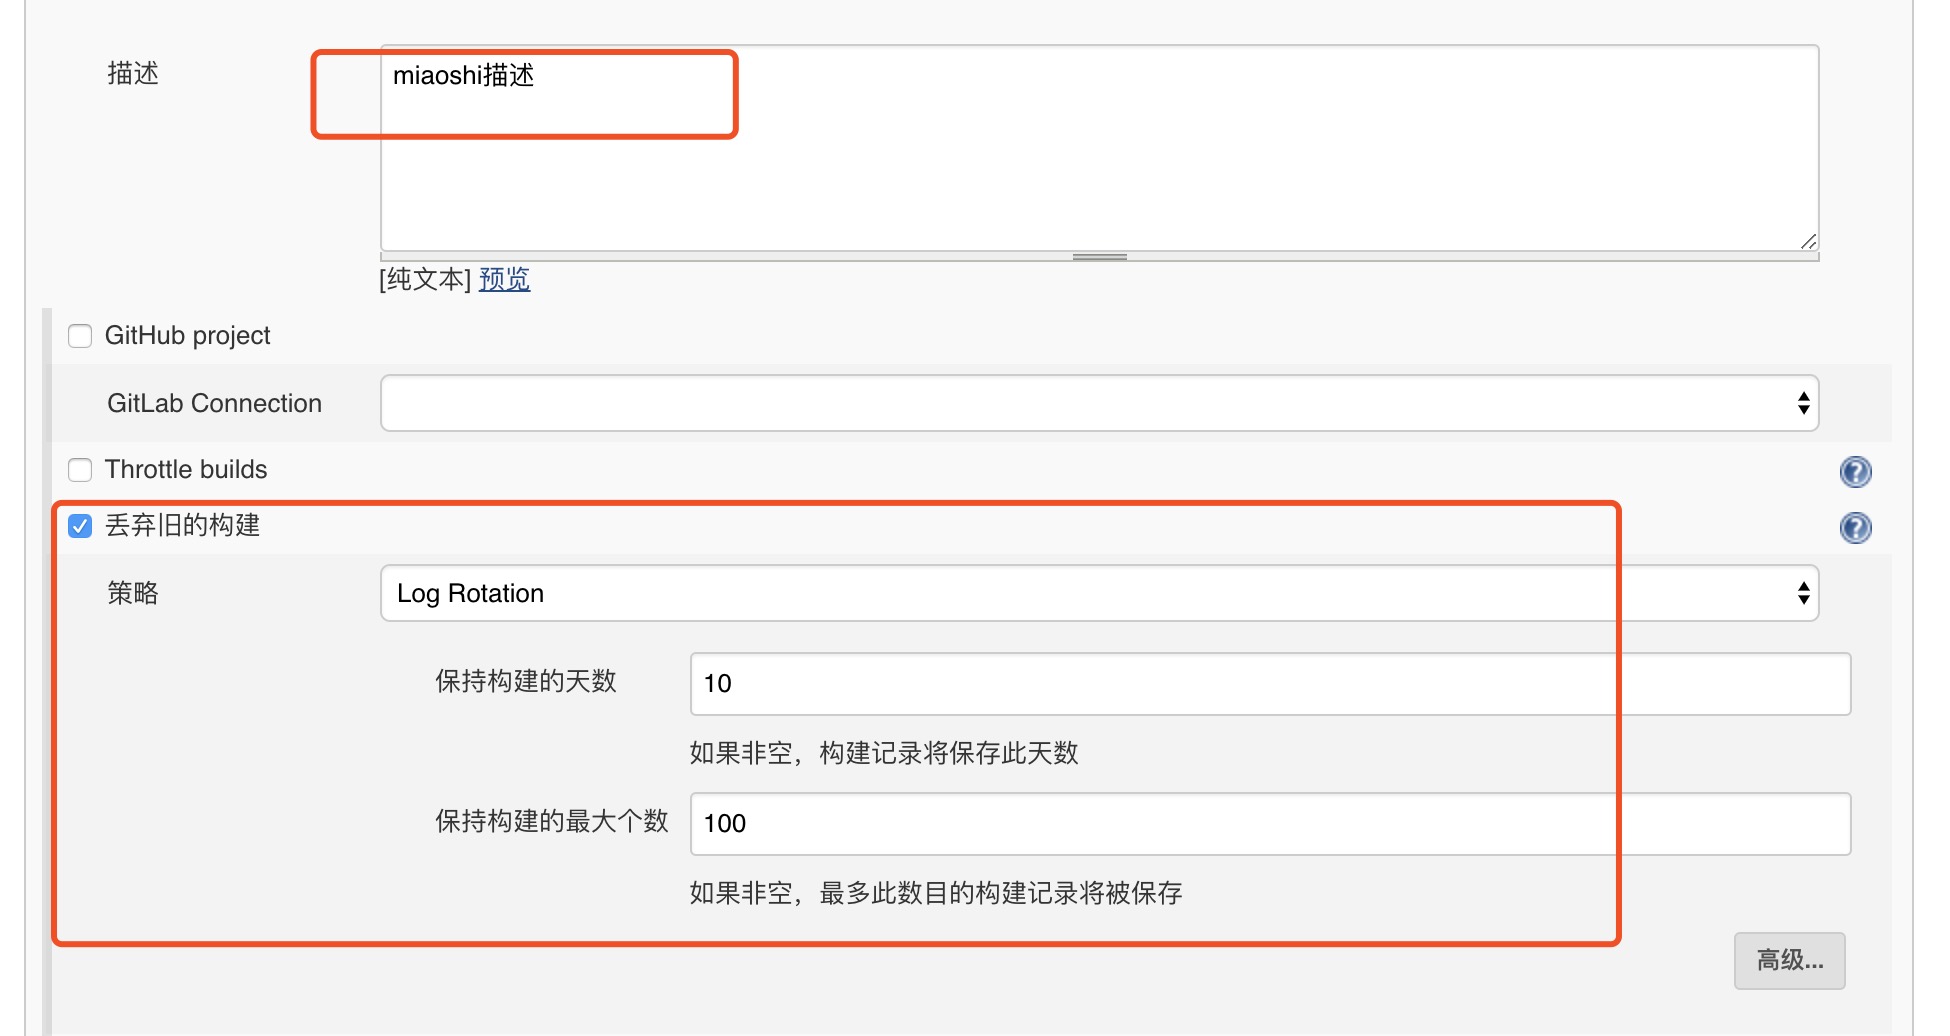 描述
miaoshi描述
[纯文本] 预览
GitHub project
GitLab Connection
Throttle builds
丢弃旧的构建
策略
Log Rotation
保持构建的天数
10
如果非空，构建记录将保存此天数
保持构建的最大个数
100
如果非空，最多此数目的构建记录将被保存
高级...